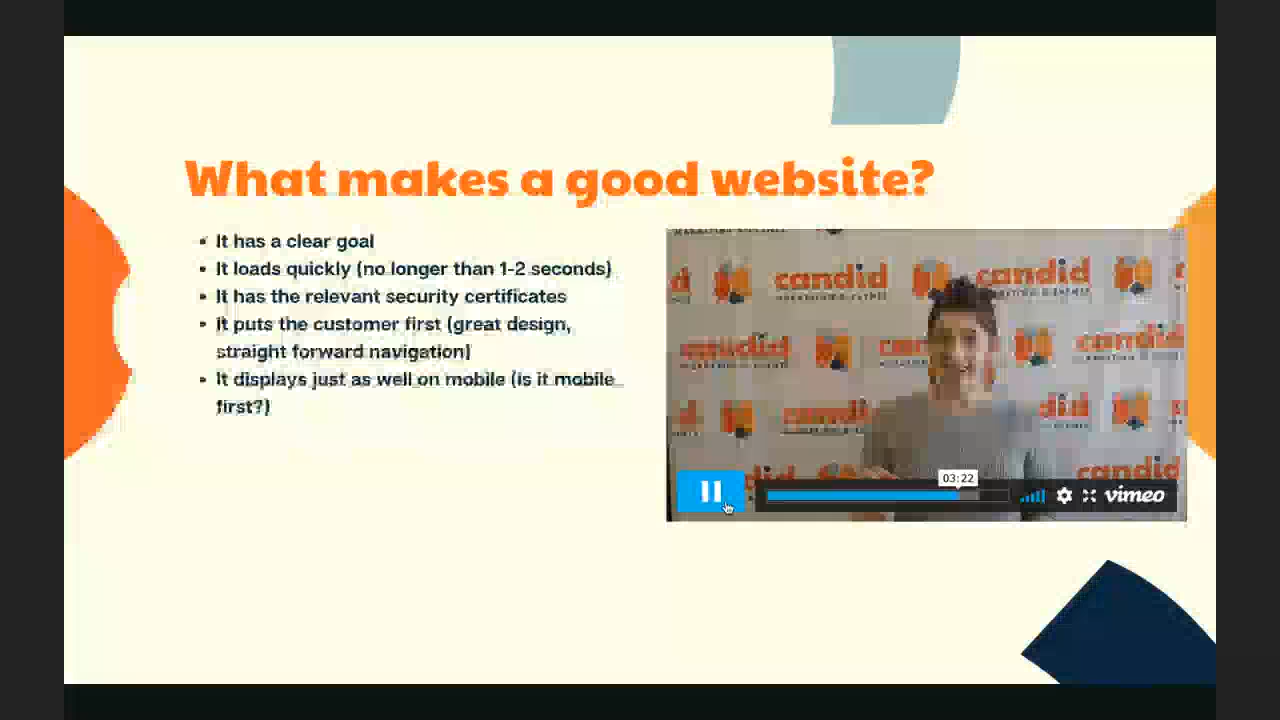 What makes a good website?
• It has a clear goal
• It loads quickly (no longer than 1-2 seconds)
• It has the relevant security certificates
• It puts the customer first (great design,
straight forward navigation)
• It displays just as well on mobile (is it mobile
first?)
candid
candid
candid
candid
candid
03:22
vimeo